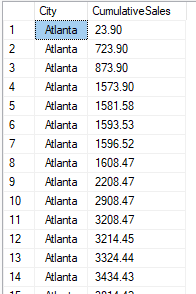 City CumulativeSales
1 Atlanta 23.90
2 Atlanta 723.90
3 Atlanta 873.90
4 Atlanta 1573.90
5 Atlanta 1581.58
6 Atlanta 1593.53
7 Atlanta 1596.52
8 Atlanta 1608.47
9 Atlanta 2208.47
10 Atlanta 2908.47
11 Atlanta 3208.47
12 Atlanta 3214.45
13 Atlanta 3324.44
14 Atlanta 3434.43